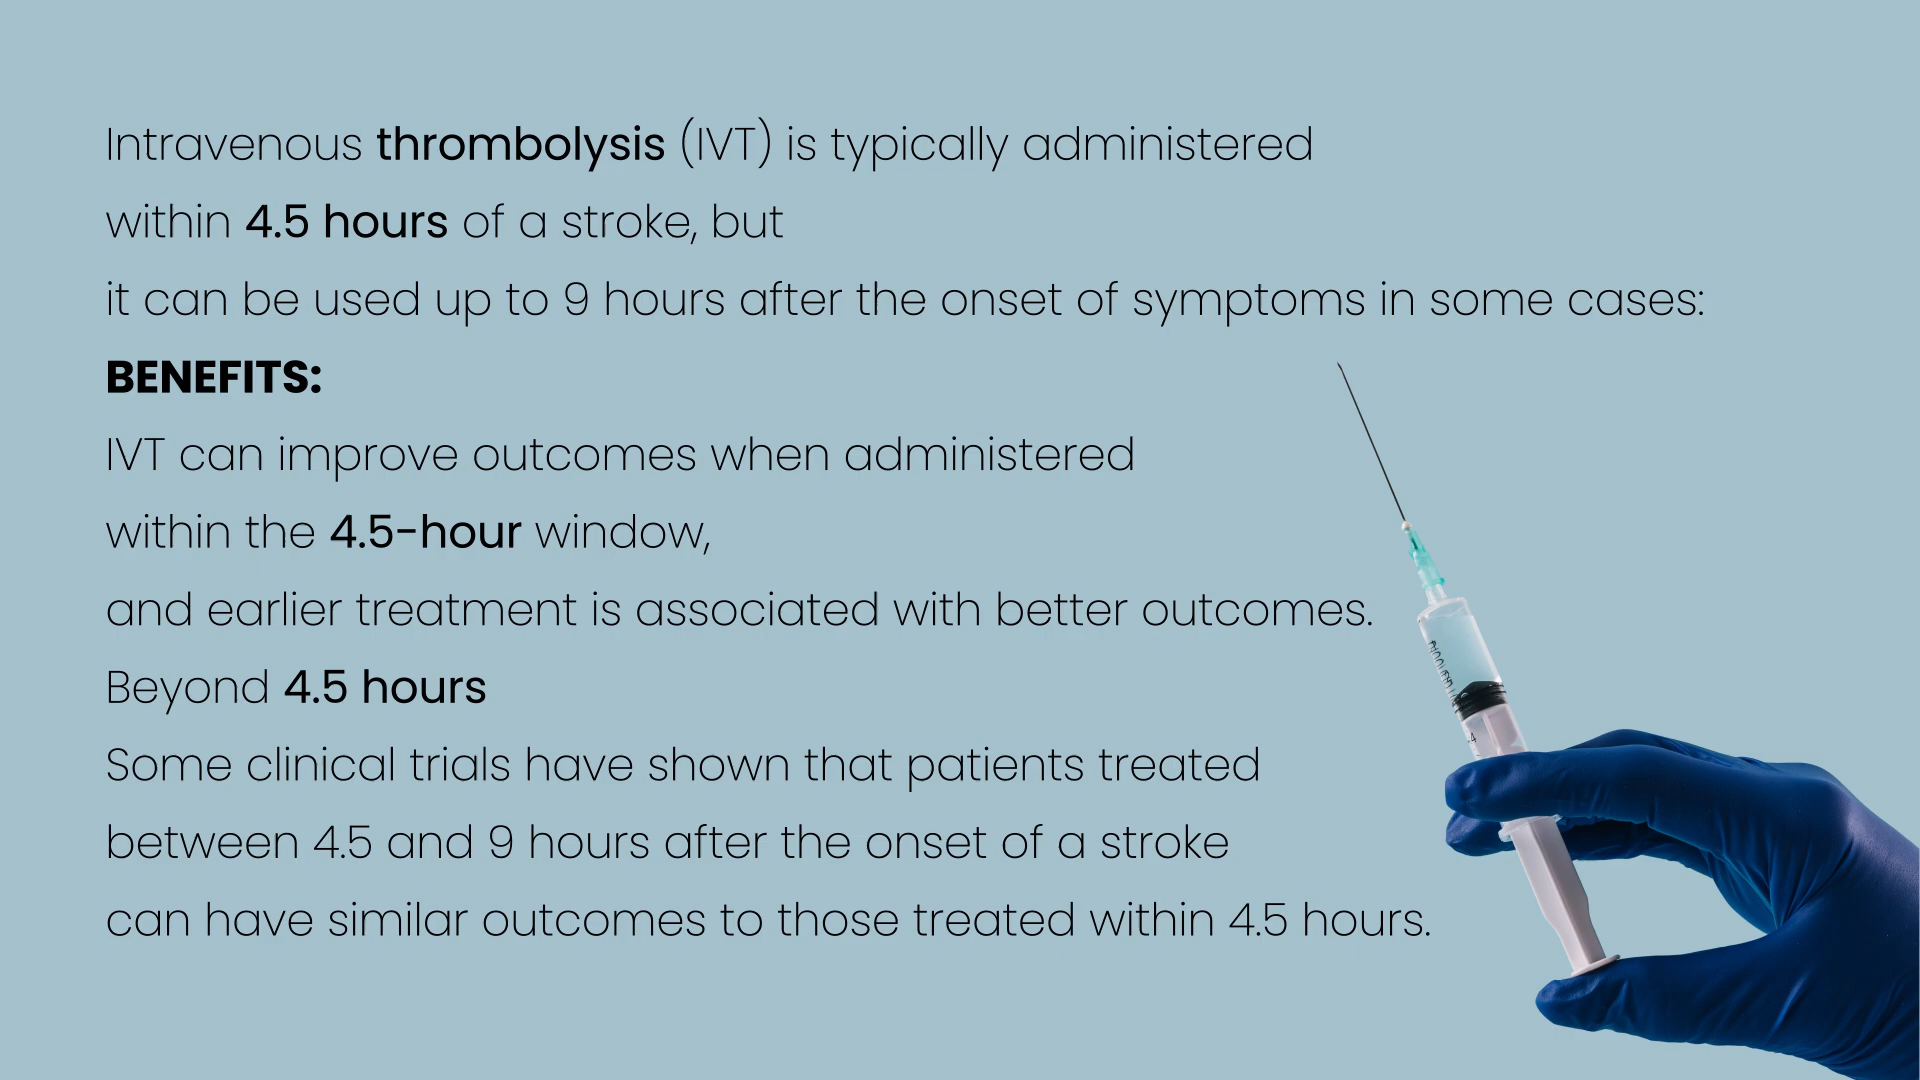 Intravenous thrombolysis (IVT) is typically administered
within 4.5 hours of a stroke, but
it can be used up to 9 hours after the onset of symptoms in some cases:
BENEFITS:
IVT can improve outcomes when administered
within the 4.5-hour window,
and earlier treatment is associated with better outcomes.
Beyond 4.5 hours
Some clinical trials have shown that patients treated
between 4.5 and 9 hours after the onset of a stroke
can have similar outcomes to those treated within 4.5 hours.